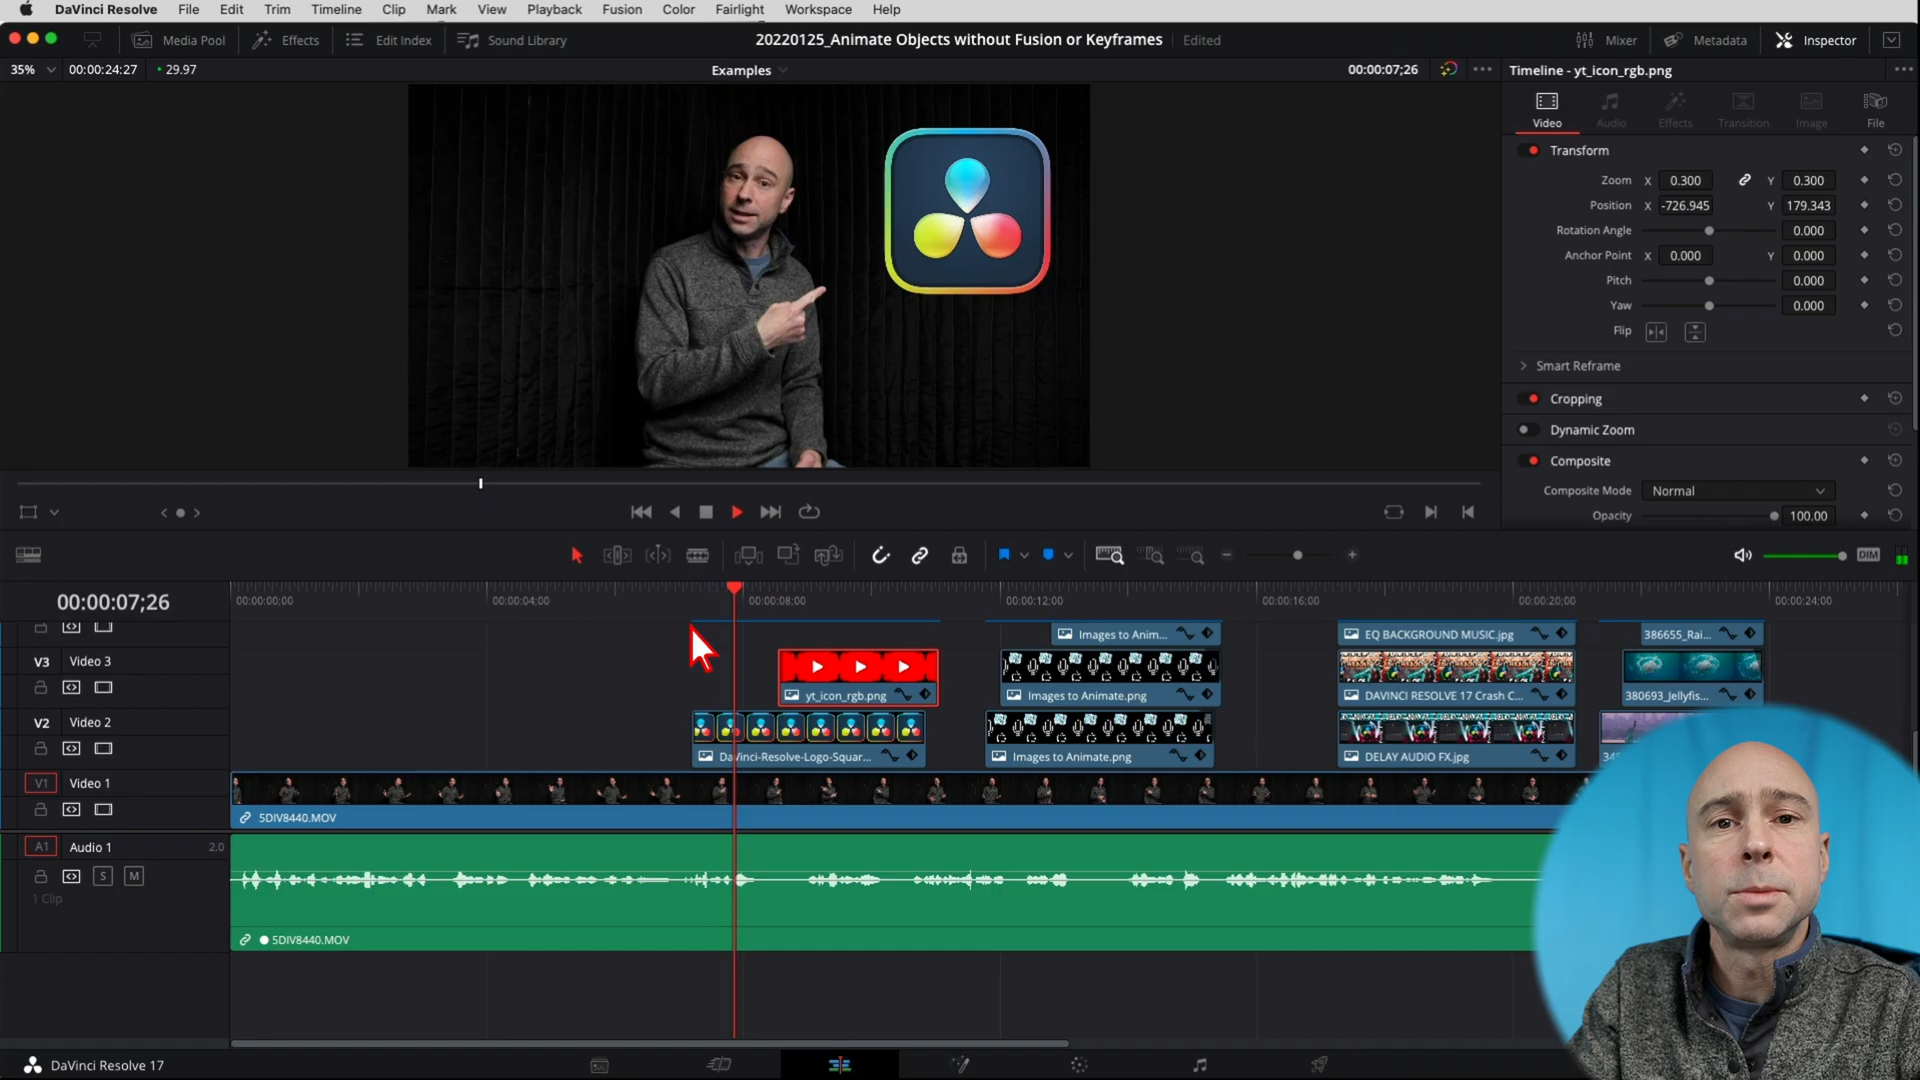 DaVinci Resolve File Edit Trim Timeline Clip Mark View Playback Fusion Color Fairlight Workspace Help
Media Pool Effects Edit Index Sound Library 20220125_Animate Objects without Fusion or Keyframes Edited Mixer Metadata Inspector
35% 00:00:24:27 29.97 Examples 00:00:07;26 Timeline - yt_icon_rgb.png
Video Audio Effects Transition Image File
Transform
Zoom X 0.300 Y 0.300
Position X -726.945 Y 179.343
Rotation Angle 0.000
Anchor Point X 0.000 Y 0.000
Pitch 0.000
Yaw 0.000
Flip
Smart Reframe
Cropping
Dynamic Zoom
Composite
Composite Mode Normal
Opacity 100.00
DIM
00:00:07;26 00:00:00;00 00:00:04;00 00:00:08;00 00:00:12;00 00:00:16;00 00:00:20;00 00:00:24;00
Images to Anim... EQ BACKGROUND MUSIC.jpg 386655_Rai...
V3 Video 3
yt_icon_rgb.png Images to Animate.png DAVINCI RESOLVE 17 Crash C... 380693_Jellyfis...
V2 Video 2
DaVinci-Resolve-Logo-Squar... Images to Animate.png DELAY AUDIO FX.jpg
V1 Video 1
5DIV8440.MOV
A1 Audio 1 2.0
S M
1 Clip
5DIV8440.MOV
DaVinci Resolve 17